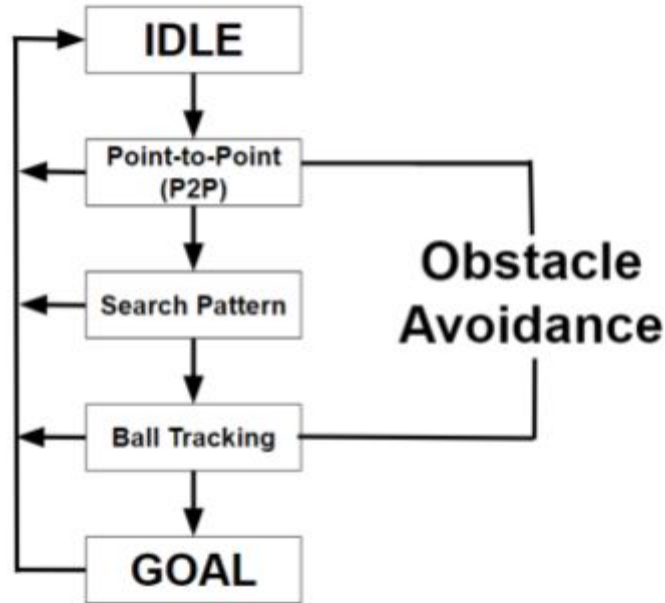 IDLE
Point-to-Point
(P2P)
Search Pattern
Ball Tracking
GOAL
Obstacle
Avoidance